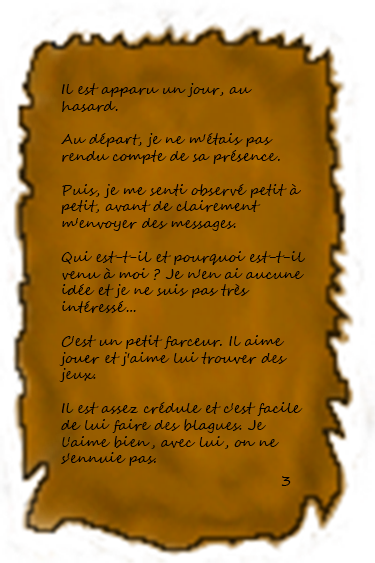 Il est apparu un jour, au
hasard.
Au départ, je ne m'étais pas
rendu compte de sa présence.
Puis, je me senti observé petit à
petit, avant de clairement
m'envoyer des messages.
Qui est-t-il et pourquoi est-t-il
venu à moi ? Je n'en ai aucune
idée et je ne suis pas très
intéressé...
C'est un petit farceur. Il aime
jouer et j'aime lui trouver des
jeux.
Il est assez crédule et c'est facile
de lui faire des blagues. Je
l'aime bien, avec lui, on ne
s'ennuie pas.
3